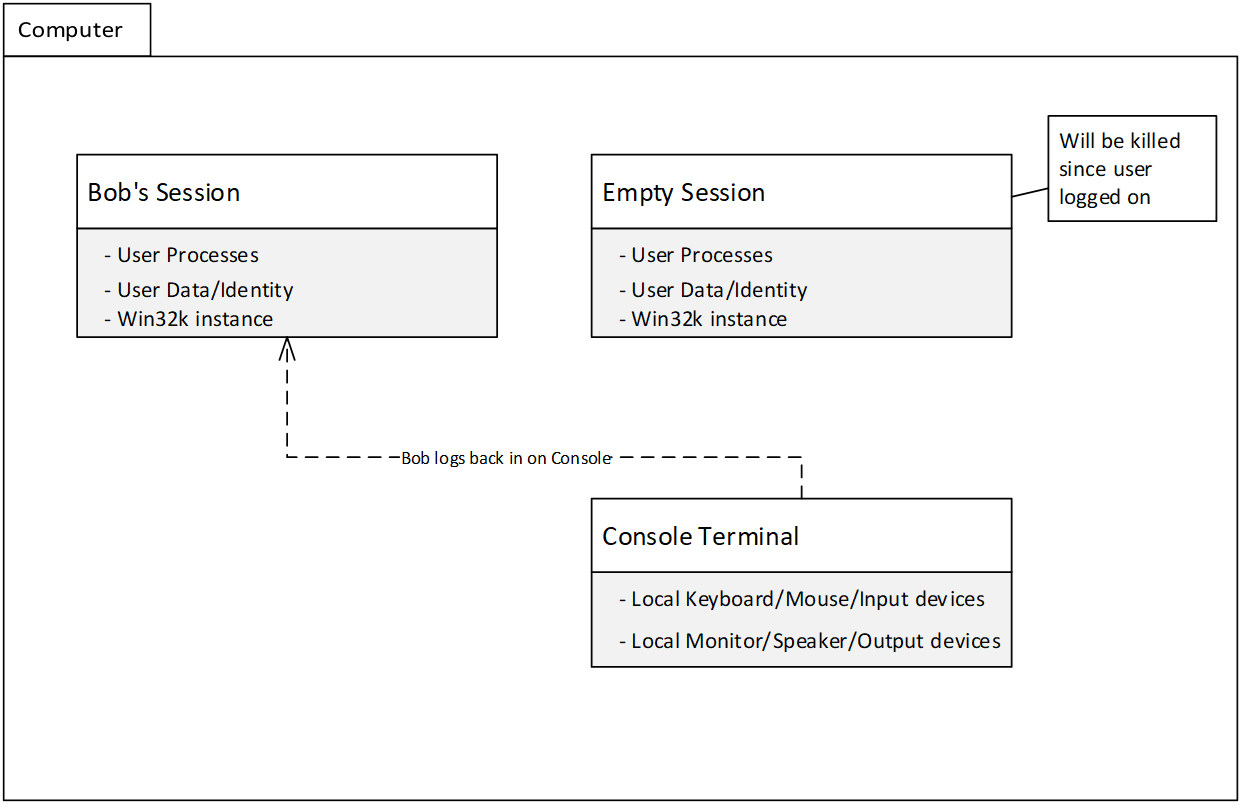 Computer
Bob's Session
- User Processes
- User Data/Identity
- Win32k instance
Empty Session
- User Processes
- User Data/Identity
- Win32k instance
Will be killed
since user
logged on
Bob logs back in on Console
Console Terminal
- Local Keyboard/Mouse/Input devices
- Local Monitor/Speaker/Output devices